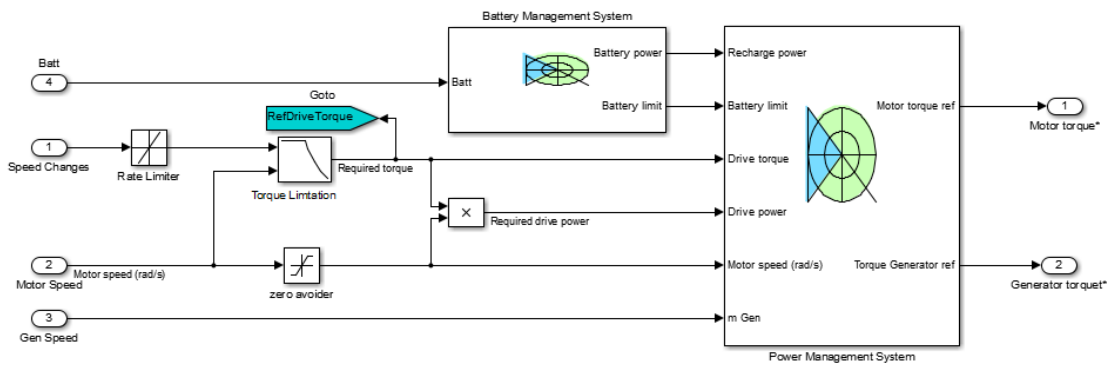 Battery Management System
Batt
4
Batt
Battery power
Battery limit
Goto
RefDriveTorque
1
Speed Changes
Rate Limiter
Torque Limtation
Required torque
×
Required drive power
2
Motor Speed
Motor speed (rad/s)
zero avoider
3
Gen Speed
Recharge power
Battery limit
Drive torque
Drive power
Motor speed (rad/s)
m Gen
Motor torque ref
Torque Generator ref
Power Management System
1
Motor torque*
2
Generator torquet*